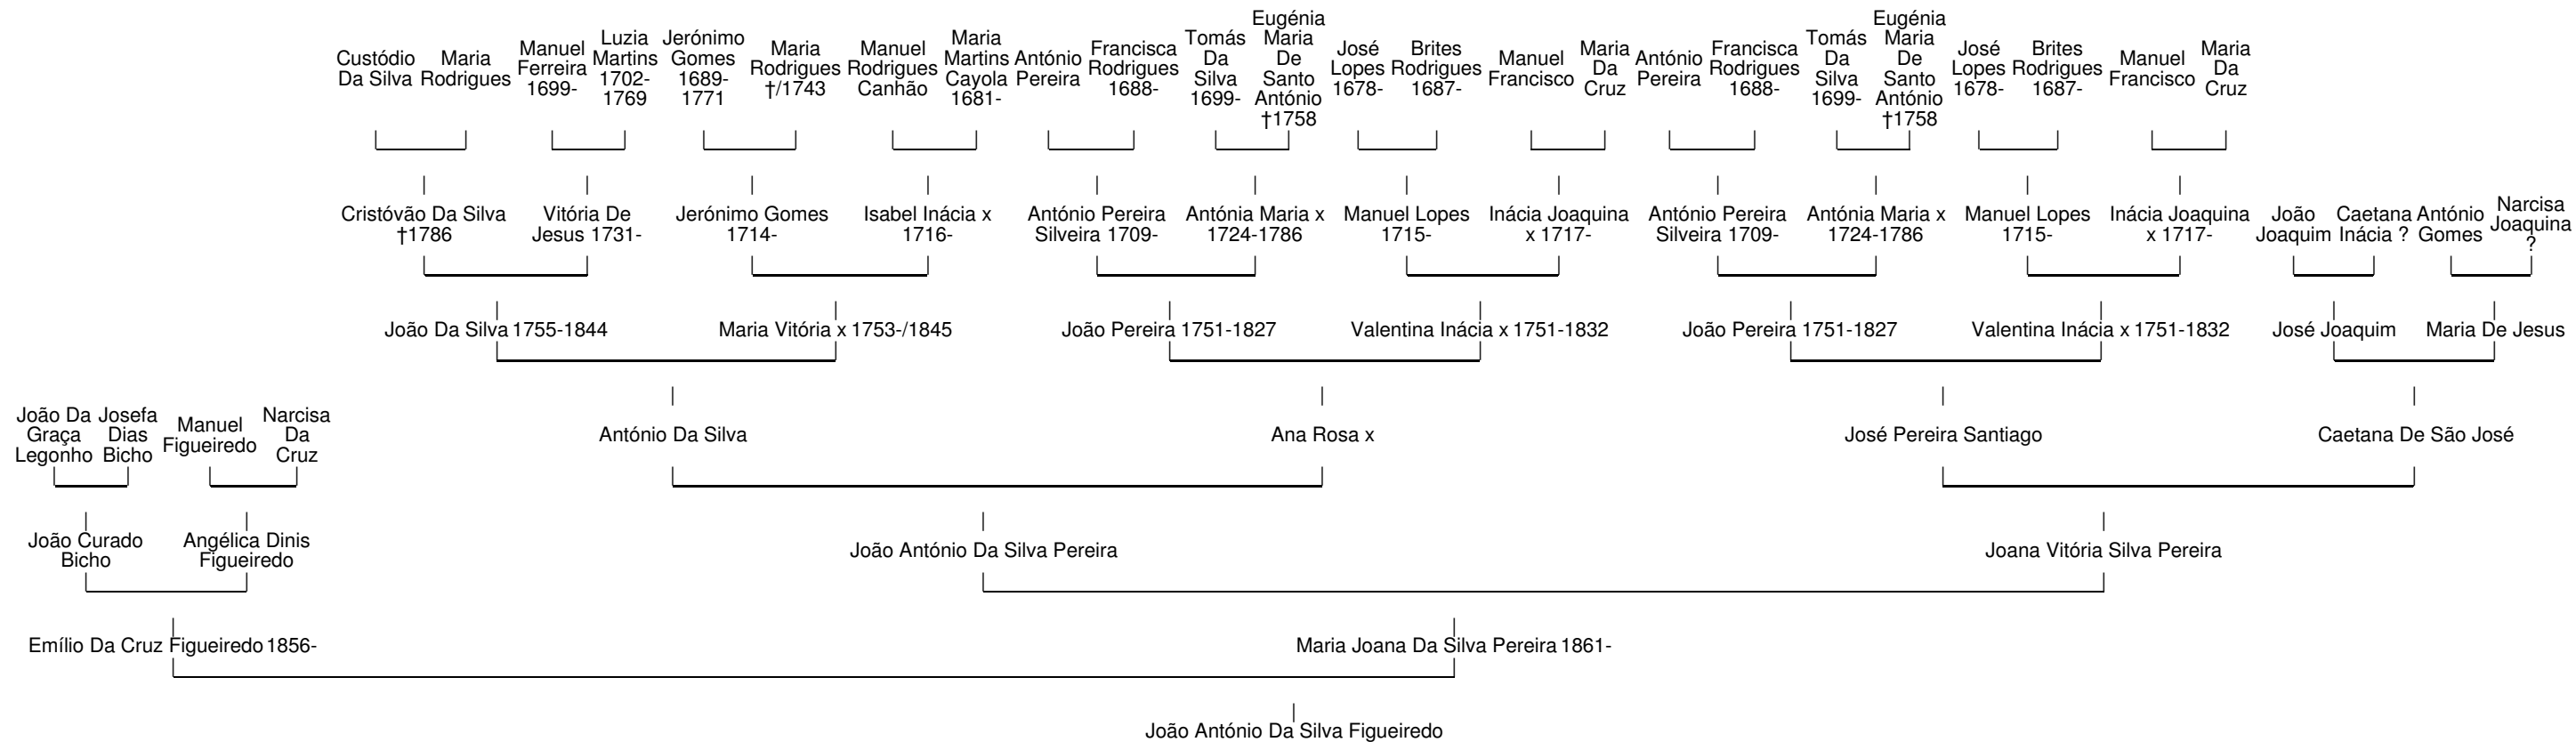 Custódio
Da Silva
Maria
Rodrigues
Manuel
Ferreira
1699-
Luzia
Martins
1702-
1769
Jerónimo
Gomes
1689-
1771
Maria
Rodrigues
†/1743
Manuel
Rodrigues
Canhão
Maria
Martins
Cayola
1681-
António
Pereira
Francisca
Rodrigues
1688-
Tomás
Da
Silva
1699-
Eugénia
Maria
De
Santo
António
†1758
José
Lopes
1678-
Brites
Rodrigues
1687-
Manuel
Francisco
Maria
Da
Cruz
António
Pereira
Francisca
Rodrigues
1688-
Tomás
Da
Silva
1699-
Eugénia
Maria
De
Santo
António
†1758
José
Lopes
1678-
Brites
Rodrigues
1687-
Manuel
Francisco
Maria
Da
Cruz
Cristóvão Da Silva
†1786
Vitória De
Jesus 1731-
Jerónimo Gomes
1714-
Isabel Inácia x
1716-
António Pereira
Silveira 1709-
Antónia Maria x
1724-1786
Manuel Lopes
1715-
Inácia Joaquina
x 1717-
António Pereira
Silveira 1709-
Antónia Maria x
1724-1786
Manuel Lopes
1715-
Inácia Joaquina
x 1717-
João
Joaquim
Caetana
Inácia ?
António
Gomes
Narcisa
Joaquina
?
João Da Silva 1755-1844
Maria Vitória x 1753-/1845
João Pereira 1751-1827
Valentina Inácia x 1751-1832
João Pereira 1751-1827
Valentina Inácia x 1751-1832
José Joaquim
Maria De Jesus
João Da
Graça
Legonho
Josefa
Dias
Bicho
Manuel
Figueiredo
Narcisa
Da
Cruz
António Da Silva
Ana Rosa x
José Pereira Santiago
Caetana De São José
João Curado
Bicho
Angélica Dinis
Figueiredo
João António Da Silva Pereira
Joana Vitória Silva Pereira
Emílio Da Cruz Figueiredo 1856-
Maria Joana Da Silva Pereira 1861-
João António Da Silva Figueiredo